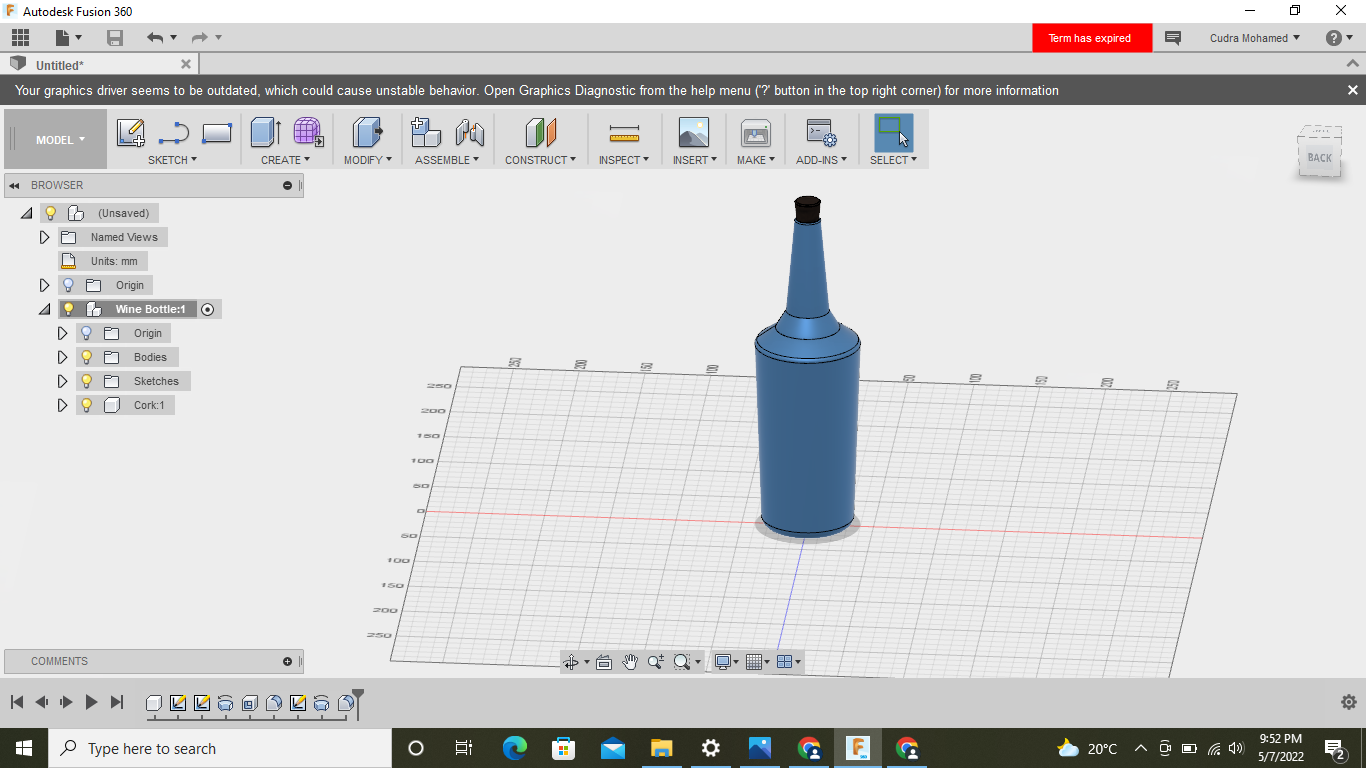 Autodesk Fusion 360
Term has expired
Cudra Mohamed
Untitled*
Your graphics driver seems to be outdated, which could cause unstable behavior. Open Graphics Diagnostic from the help menu ('?' button in the top right corner) for more information
MODEL
SKETCH
CREATE
MODIFY
ASSEMBLE
CONSTRUCT
INSPECT
INSERT
MAKE
ADD-INS
SELECT
BACK
BROWSER
(Unsaved)
Named Views
Units: mm
Origin
Wine Bottle:1
Origin
Bodies
Sketches
Cork:1
250 200 150 100 50 100 150 200 250
250
200
150
100
50
0
50
100
150
200
250
COMMENTS
Type here to search
20°C
9:52 PM
5/7/2022
2